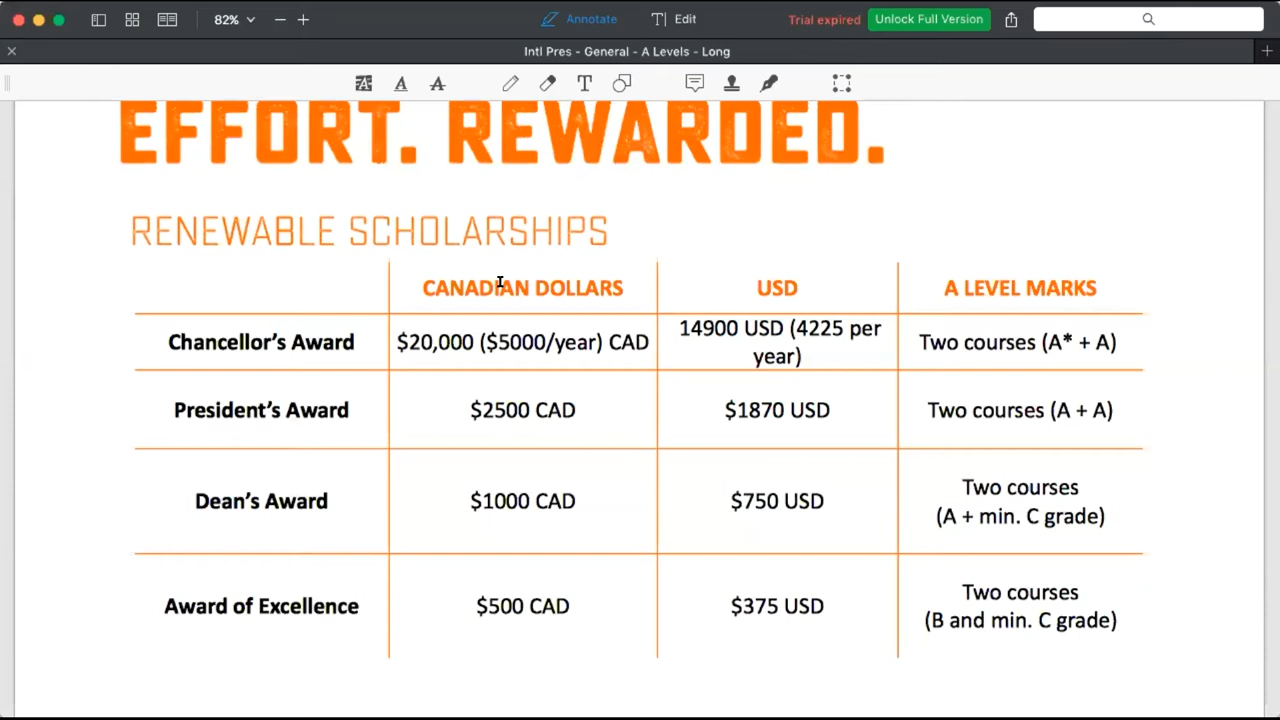 82%
Annotate
Edit
Trial expired
Unlock Full Version
Intl Pres - General - A Levels - Long
EFFORT. REWARDED.
RENEWABLE SCHOLARSHIPS
CANADIAN DOLLARS USD A LEVEL MARKS
Chancellor's Award $20,000 ($5000/year) CAD 14900 USD (4225 per
year) Two courses (A* + A)
President's Award $2500 CAD $1870 USD Two courses (A + A)
Dean's Award $1000 CAD $750 USD Two courses
(A + min. C grade)
Award of Excellence $500 CAD $375 USD Two courses
(B and min. C grade)